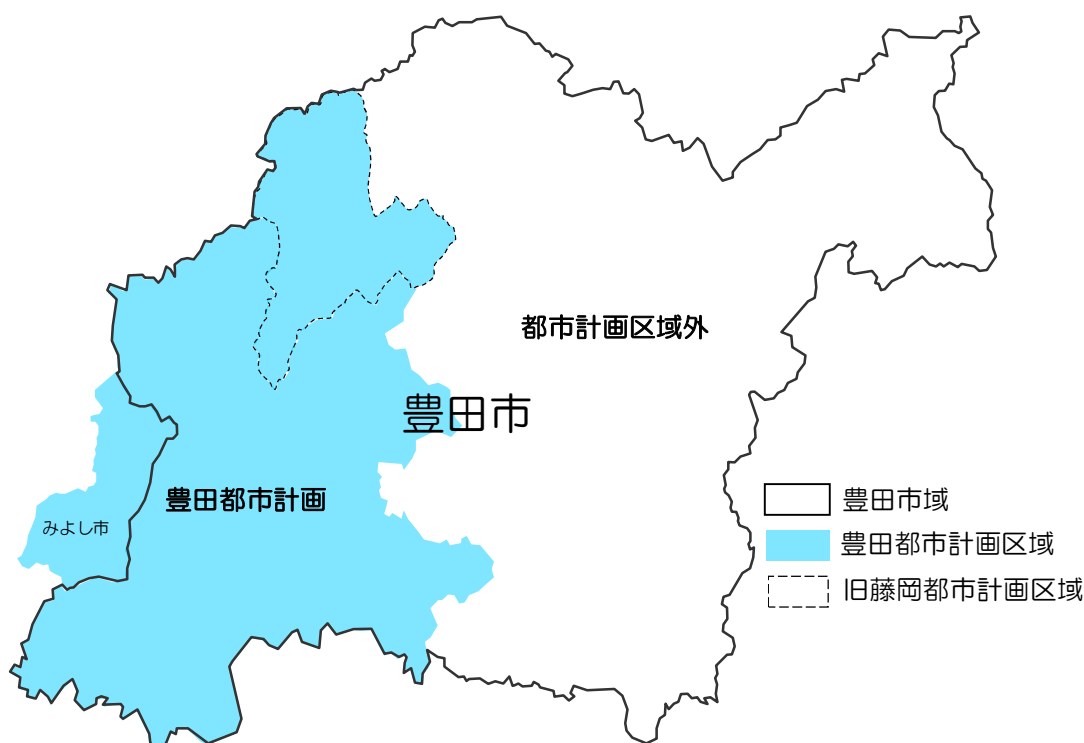 都市計画区域外
豊田市
豊田都市計画
みよし市
豊田市域
豊田都市計画区域
旧藤岡都市計画区域